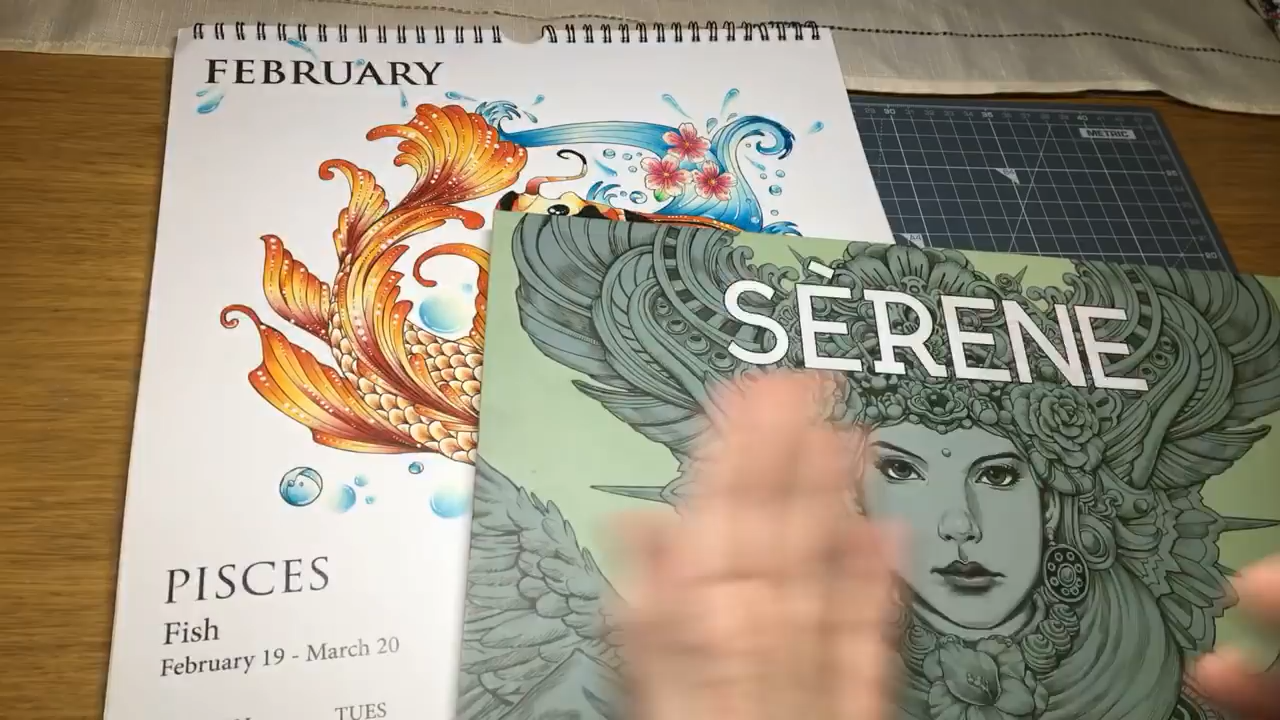 FEBRUARY
METRIC
SÈRENE
PISCES
Fish
February 19 - March 20
TUES